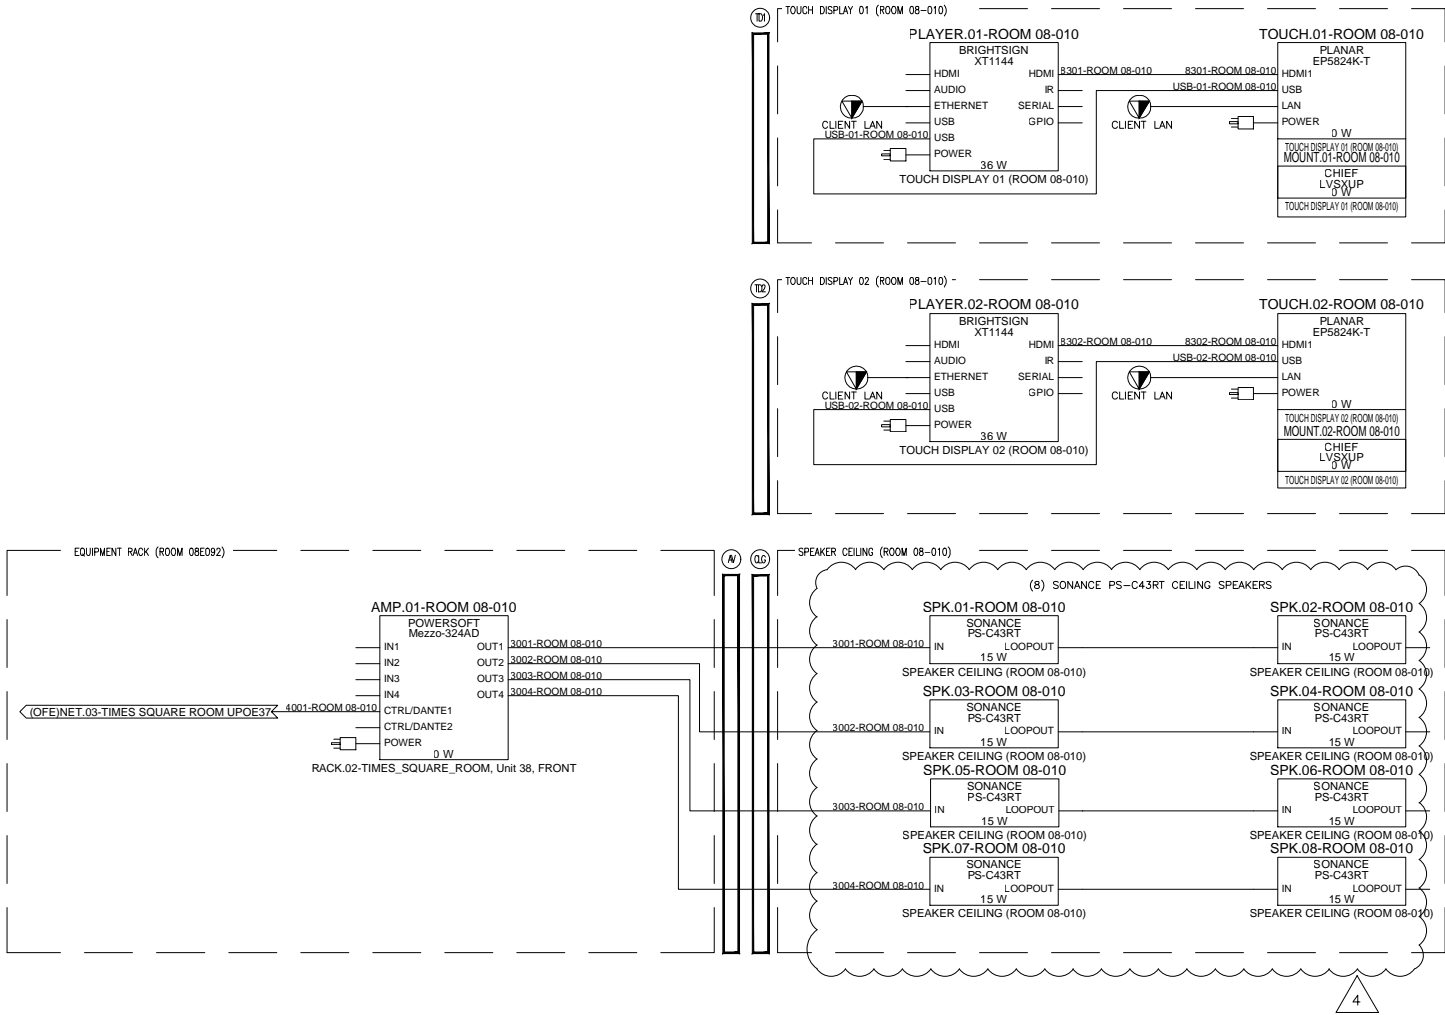 TD1
TOUCH DISPLAY 01 (ROOM 08-010)
PLAYER.01-ROOM 08-010
BRIGHTSIGN
XT1144
HDMI
AUDIO
ETHERNET
USB
USB
POWER
HDMI
IR
SERIAL
GPIO
36 W
TOUCH DISPLAY 01 (ROOM 08-010)
CLIENT LAN
USB-01-ROOM 08-010
8301-ROOM 08-010
8301-ROOM 08-010
USB-01-ROOM 08-010
CLIENT LAN
TOUCH.01-ROOM 08-010
PLANAR
EP5824K-T
HDMI1
USB
LAN
POWER
0 W
TOUCH DISPLAY 01 (ROOM 08-010)
MOUNT.01-ROOM 08-010
CHIEF
LVSXUP
0 W
TOUCH DISPLAY 01 (ROOM 08-010)
TD2
TOUCH DISPLAY 02 (ROOM 08-010)
PLAYER.02-ROOM 08-010
BRIGHTSIGN
XT1144
HDMI
AUDIO
ETHERNET
USB
USB
POWER
HDMI
IR
SERIAL
GPIO
36 W
TOUCH DISPLAY 02 (ROOM 08-010)
CLIENT LAN
USB-02-ROOM 08-010
8302-ROOM 08-010
8302-ROOM 08-010
USB-02-ROOM 08-010
CLIENT LAN
TOUCH.02-ROOM 08-010
PLANAR
EP5824K-T
HDMI1
USB
LAN
POWER
0 W
TOUCH DISPLAY 02 (ROOM 08-010)
MOUNT.02-ROOM 08-010
CHIEF
LVSXUP
0 W
TOUCH DISPLAY 02 (ROOM 08-010)
EQUIPMENT RACK (ROOM 08E092)
AMP.01-ROOM 08-010
POWERSOFT
Mezzo-324AD
IN1
IN2
IN3
IN4
CTRL/DANTE1
CTRL/DANTE2
POWER
OUT1
OUT2
OUT3
OUT4
0 W
RACK.02-TIMES_SQUARE_ROOM, Unit 38, FRONT
(OFE)NET.03-TIMES SQUARE ROOM UPOE37
4001-ROOM 08-010
3001-ROOM 08-010
3002-ROOM 08-010
3003-ROOM 08-010
3004-ROOM 08-010
AV
CLG
SPEAKER CEILING (ROOM 08-010)
(8) SONANCE PS-C43RT CEILING SPEAKERS
3001-ROOM 08-010
SPK.01-ROOM 08-010
SONANCE
PS-C43RT
IN
LOOPOUT
15 W
SPEAKER CEILING (ROOM 08-010)
SPK.02-ROOM 08-010
SONANCE
PS-C43RT
IN
LOOPOUT
15 W
SPEAKER CEILING (ROOM 08-010)
3002-ROOM 08-010
SPK.03-ROOM 08-010
SONANCE
PS-C43RT
IN
LOOPOUT
15 W
SPEAKER CEILING (ROOM 08-010)
SPK.04-ROOM 08-010
SONANCE
PS-C43RT
IN
LOOPOUT
15 W
SPEAKER CEILING (ROOM 08-010)
3003-ROOM 08-010
SPK.05-ROOM 08-010
SONANCE
PS-C43RT
IN
LOOPOUT
15 W
SPEAKER CEILING (ROOM 08-010)
SPK.06-ROOM 08-010
SONANCE
PS-C43RT
IN
LOOPOUT
15 W
SPEAKER CEILING (ROOM 08-010)
3004-ROOM 08-010
SPK.07-ROOM 08-010
SONANCE
PS-C43RT
IN
LOOPOUT
15 W
SPEAKER CEILING (ROOM 08-010)
SPK.08-ROOM 08-010
SONANCE
PS-C43RT
IN
LOOPOUT
15 W
SPEAKER CEILING (ROOM 08-010)
4